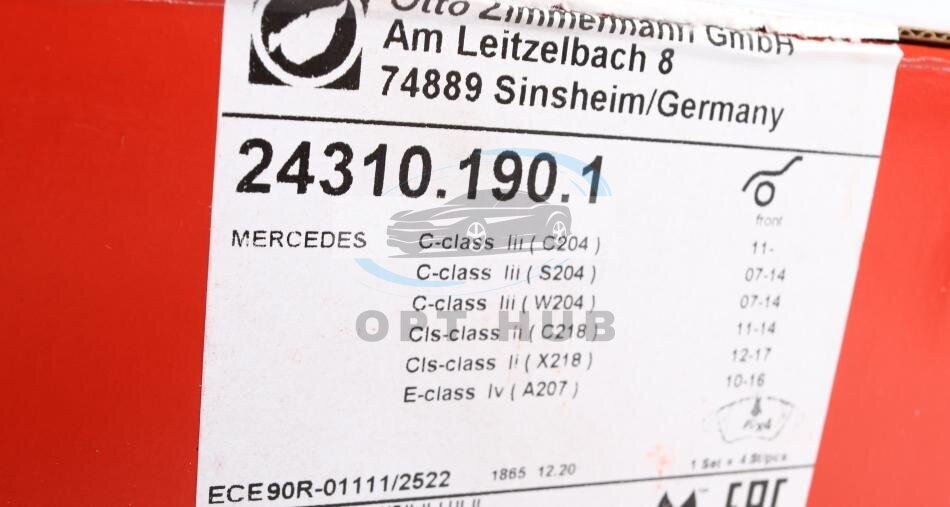 Otto Zimmermann GmbH
Am Leitzelbach 8
74889 Sinsheim/Germany
24310.190.1
front
MERCEDES C-class Iii ( C204 ) 11-
C-class Iii ( S204 ) 07-14
C-class Iii ( W204 ) 07-14
OPT HUB
Cls-class Ii ( C218 ) 11-14
Cls-class Ii ( X218 ) 12-17
E-class Iv ( A207 ) 10-16
x4
1 Set = 4 St/pcs
ECE90R-01111/2522 1865 12.20
EAC